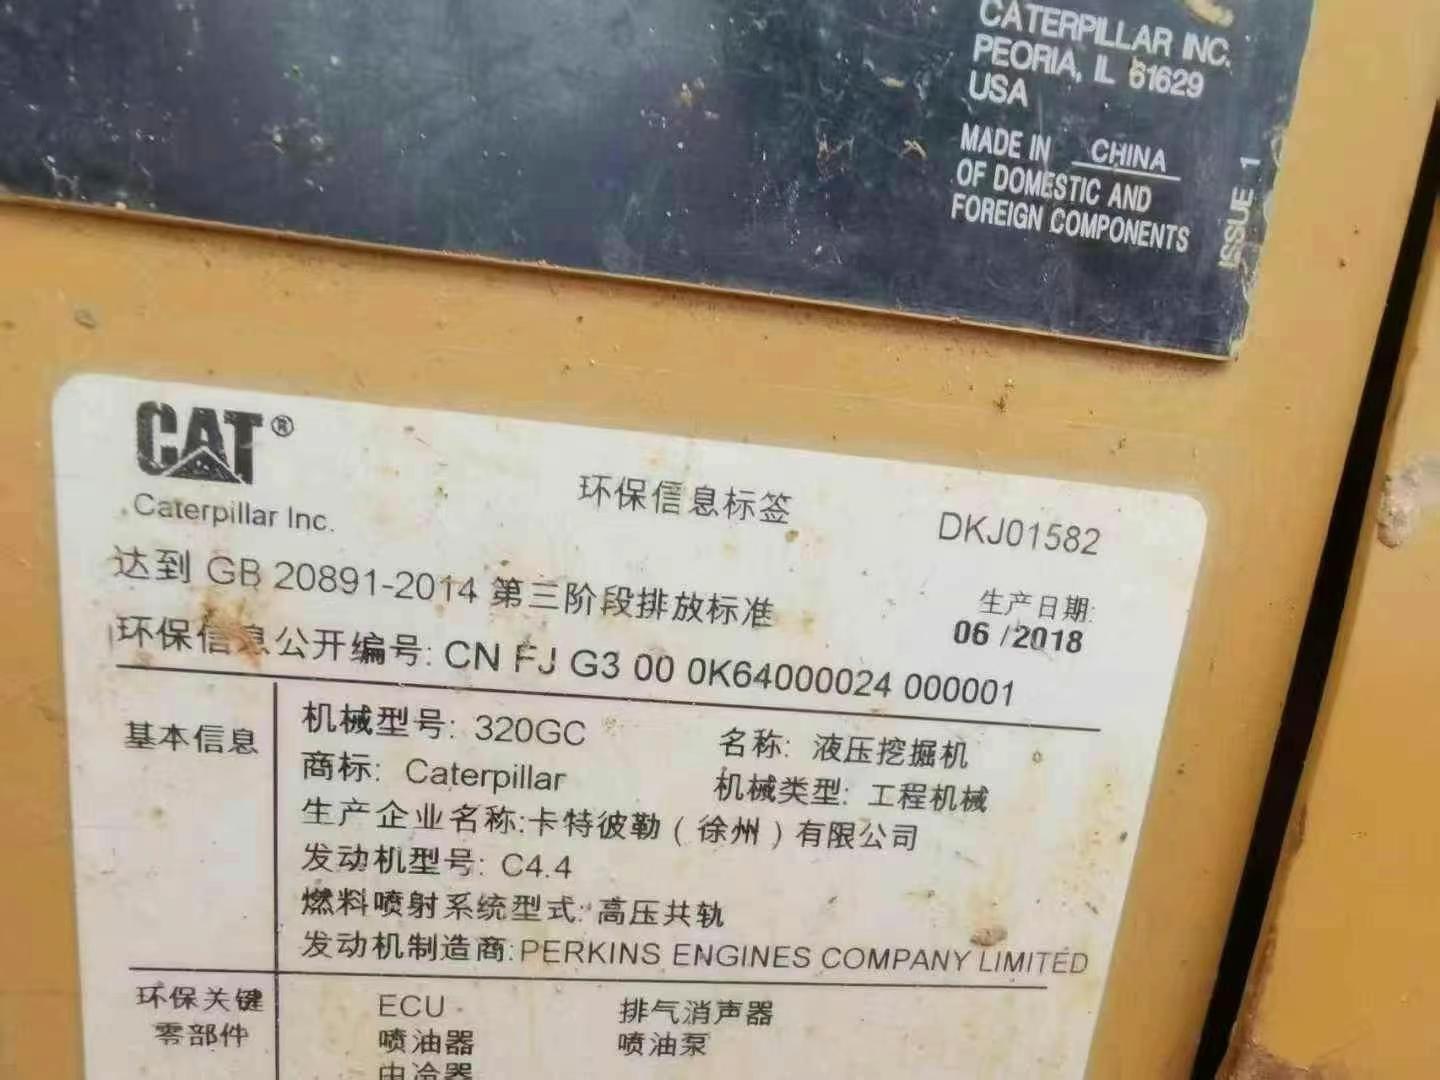 CATERPILLAR INC.
PEORIA, IL 61629
USA
MADE IN CHINA
OF DOMESTIC AND
FOREIGN COMPONENTS
ISSUE 1
CAT®
Caterpillar Inc.
环保信息标签
DKJ01582
达到 GB 20891-2014 第三阶段排放标准
生产日期:
06 /2018
环保信息公开编号: CN FJ G3 00 0K64000024 000001
基本信息
机械型号: 320GC 名称: 液压挖掘机
商标: Caterpillar 机械类型: 工程机械
生产企业名称:卡特彼勒（徐州）有限公司
发动机型号: C4.4
燃料喷射系统型式: 高压共轨
发动机制造商: PERKINS ENGINES COMPANY LIMITED
环保关键
零部件
ECU 排气消声器
喷油器 喷油泵
中冷器